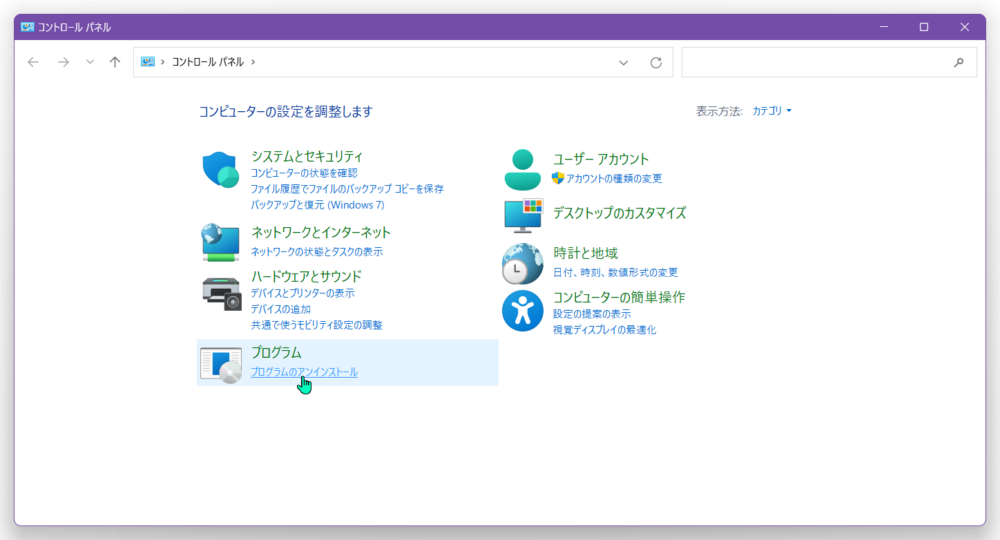 コントロール パネル
コントロール パネル
コンピューターの設定を調整します
表示方法: カテゴリ
システムとセキュリティ
コンピューターの状態を確認
ファイル履歴でファイルのバックアップ コピーを保存
バックアップと復元 (Windows 7)
ネットワークとインターネット
ネットワークの状態とタスクの表示
ハードウェアとサウンド
デバイスとプリンターの表示
デバイスの追加
共通で使うモビリティ設定の調整
プログラム
プログラムのアンインストール
ユーザー アカウント
アカウントの種類の変更
デスクトップのカスタマイズ
時計と地域
日付、時刻、数値形式の変更
コンピューターの簡単操作
設定の提案の表示
視覚ディスプレイの最適化